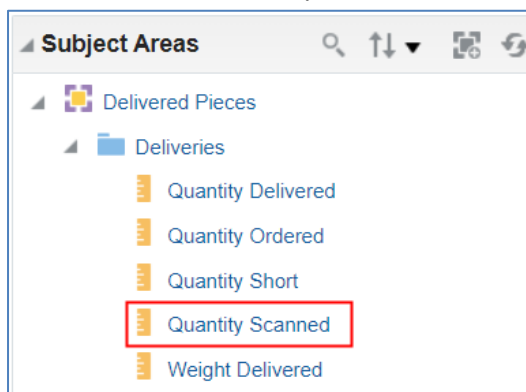 Subject Areas
Delivered Pieces
Deliveries
Quantity Delivered
Quantity Ordered
Quantity Short
Quantity Scanned
Weight Delivered